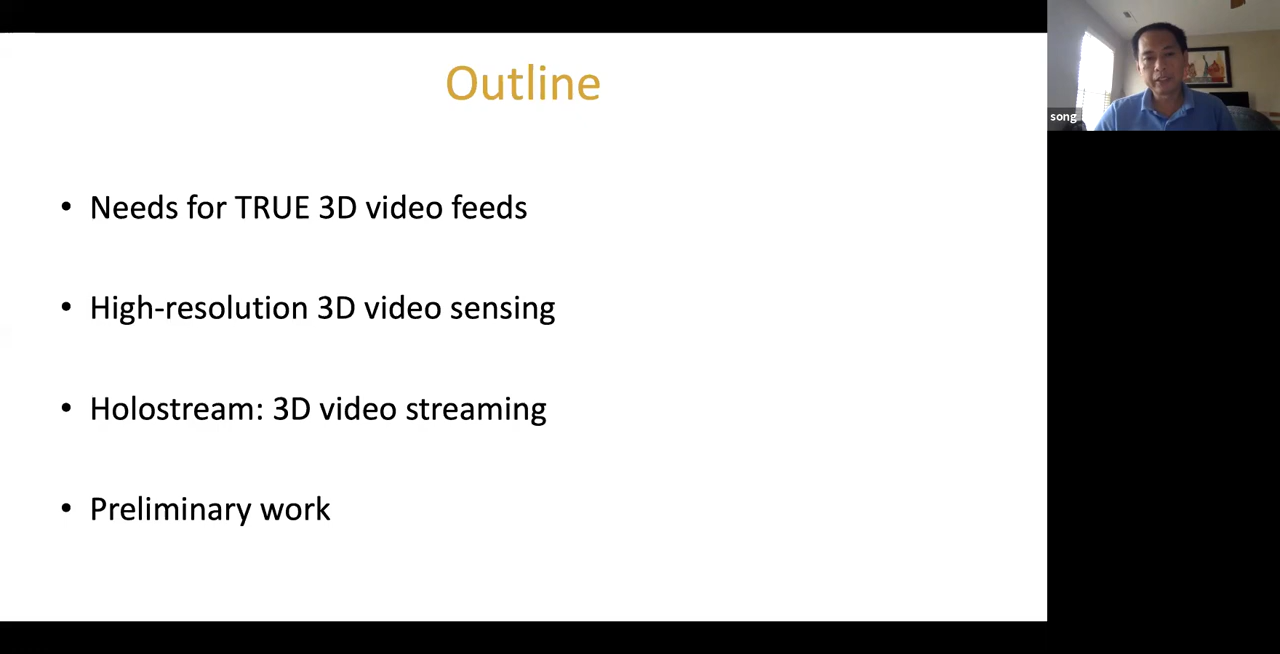 Outline
• Needs for TRUE 3D video feeds
• High-resolution 3D video sensing
• Holostream: 3D video streaming
• Preliminary work
song